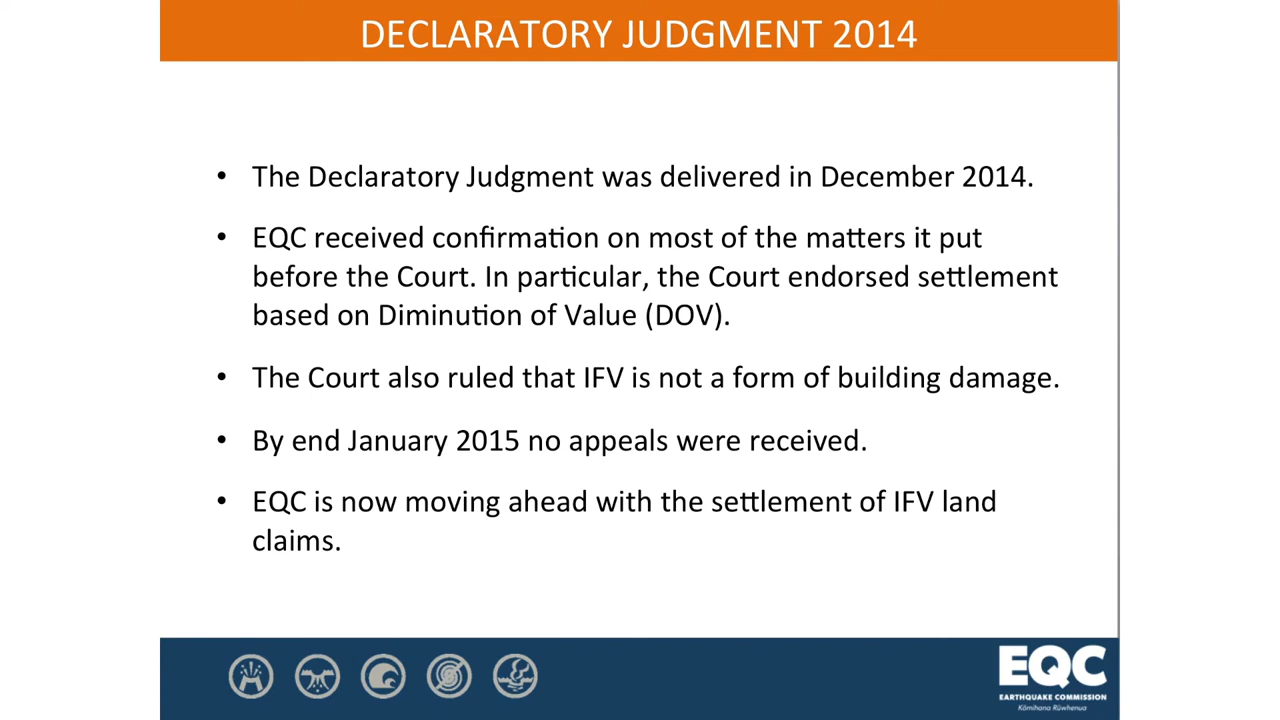 DECLARATORY JUDGMENT 2014
• The Declaratory Judgment was delivered in December 2014.
• EQC received confirmation on most of the matters it put
before the Court. In particular, the Court endorsed settlement
based on Diminution of Value (DOV).
• The Court also ruled that IFV is not a form of building damage.
• By end January 2015 no appeals were received.
• EQC is now moving ahead with the settlement of IFV land
claims.
EQC
EARTHQUAKE COMMISSION
Kōmihana Rūwhenua